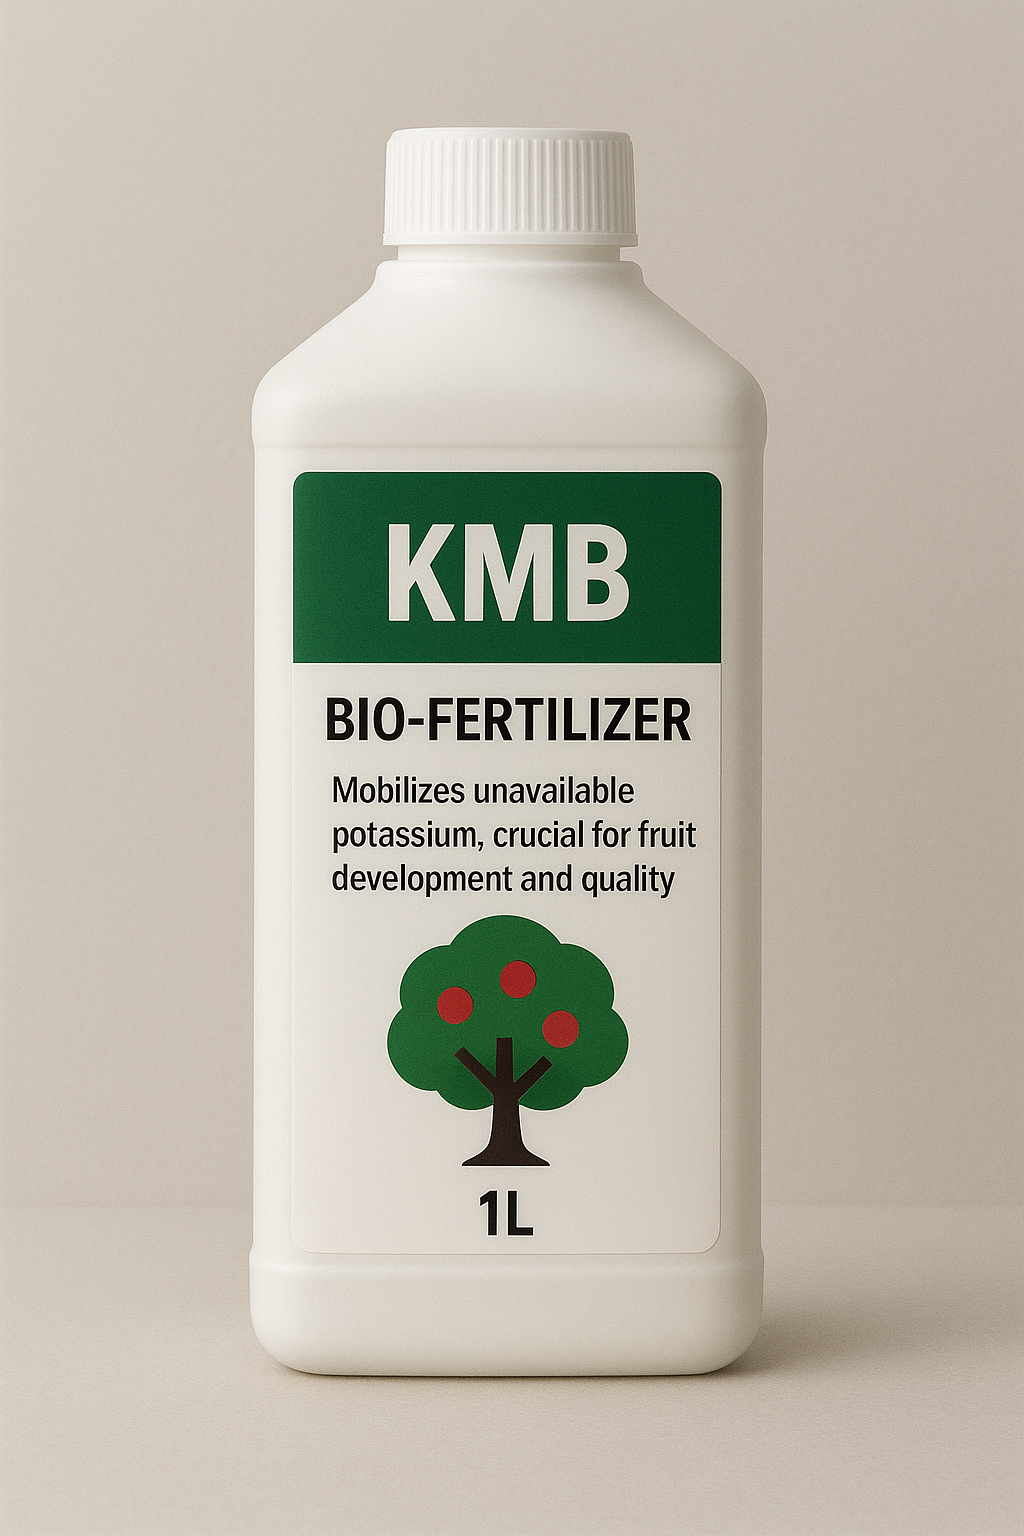 KMB
BIO-FERTILIZER
Mobilizes unavailable
potassium, crucial for fruit
development and quality
1L